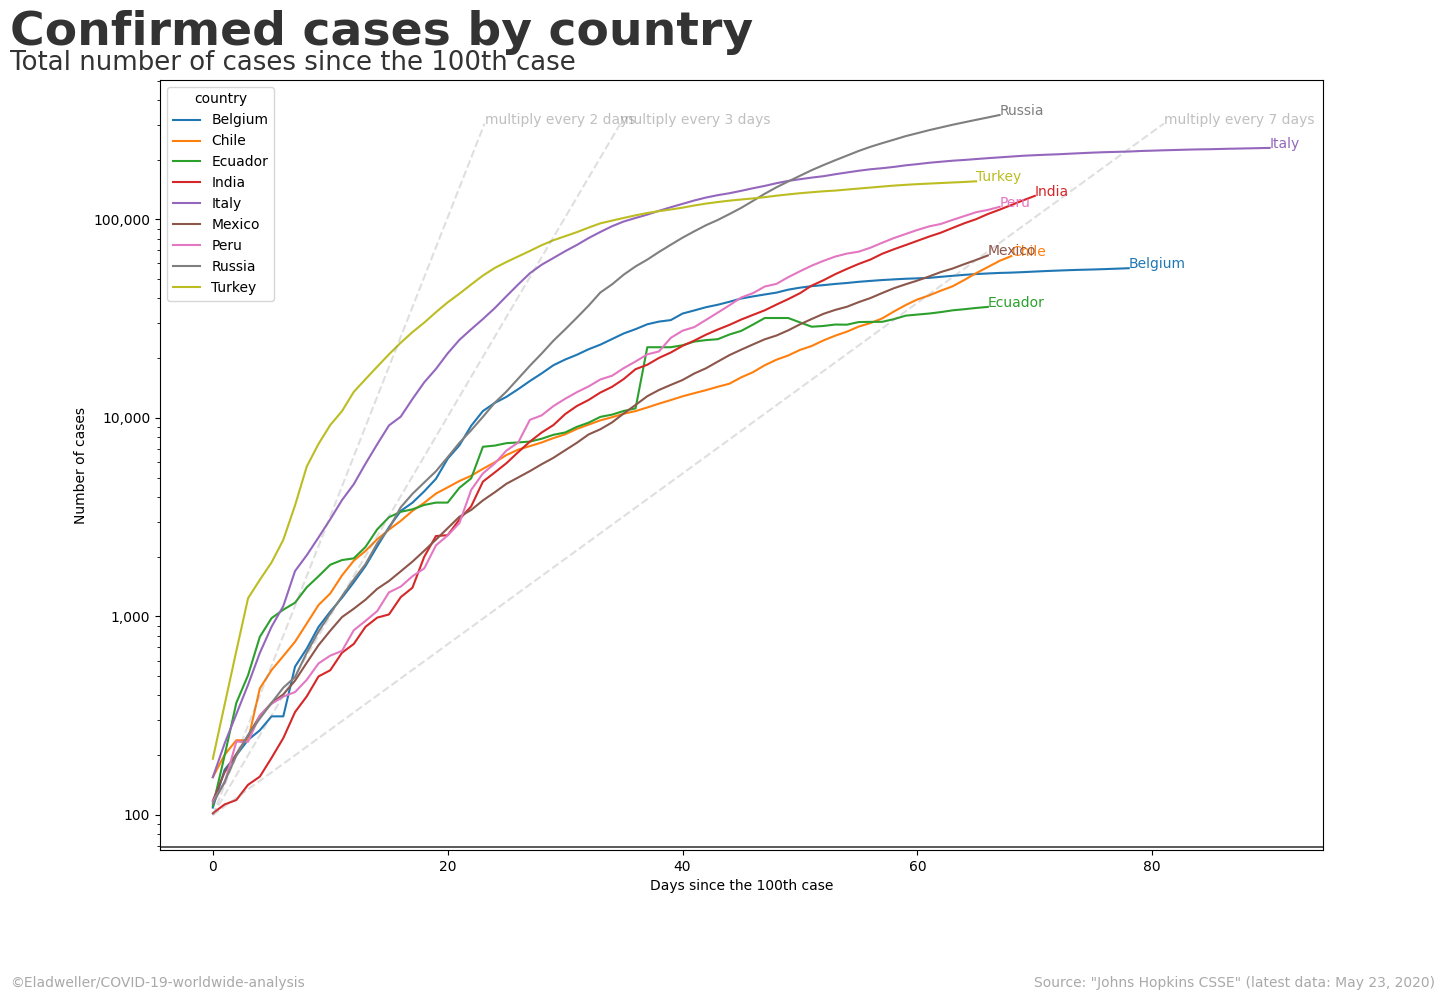 Confirmed cases by country
Total number of cases since the 100th case
country
Belgium
Chile
Ecuador
India
Italy
Mexico
Peru
Russia
Turkey
multiply every 2 days
multiply every 3 days
multiply every 7 days
Russia
Italy
Turkey
India
Peru
Mexico
Chile
Belgium
Ecuador
Number of cases
100,000
10,000
1,000
100
0
20
40
60
80
Days since the 100th case
©Eladweller/COVID-19-worldwide-analysis
Source: "Johns Hopkins CSSE" (latest data: May 23, 2020)